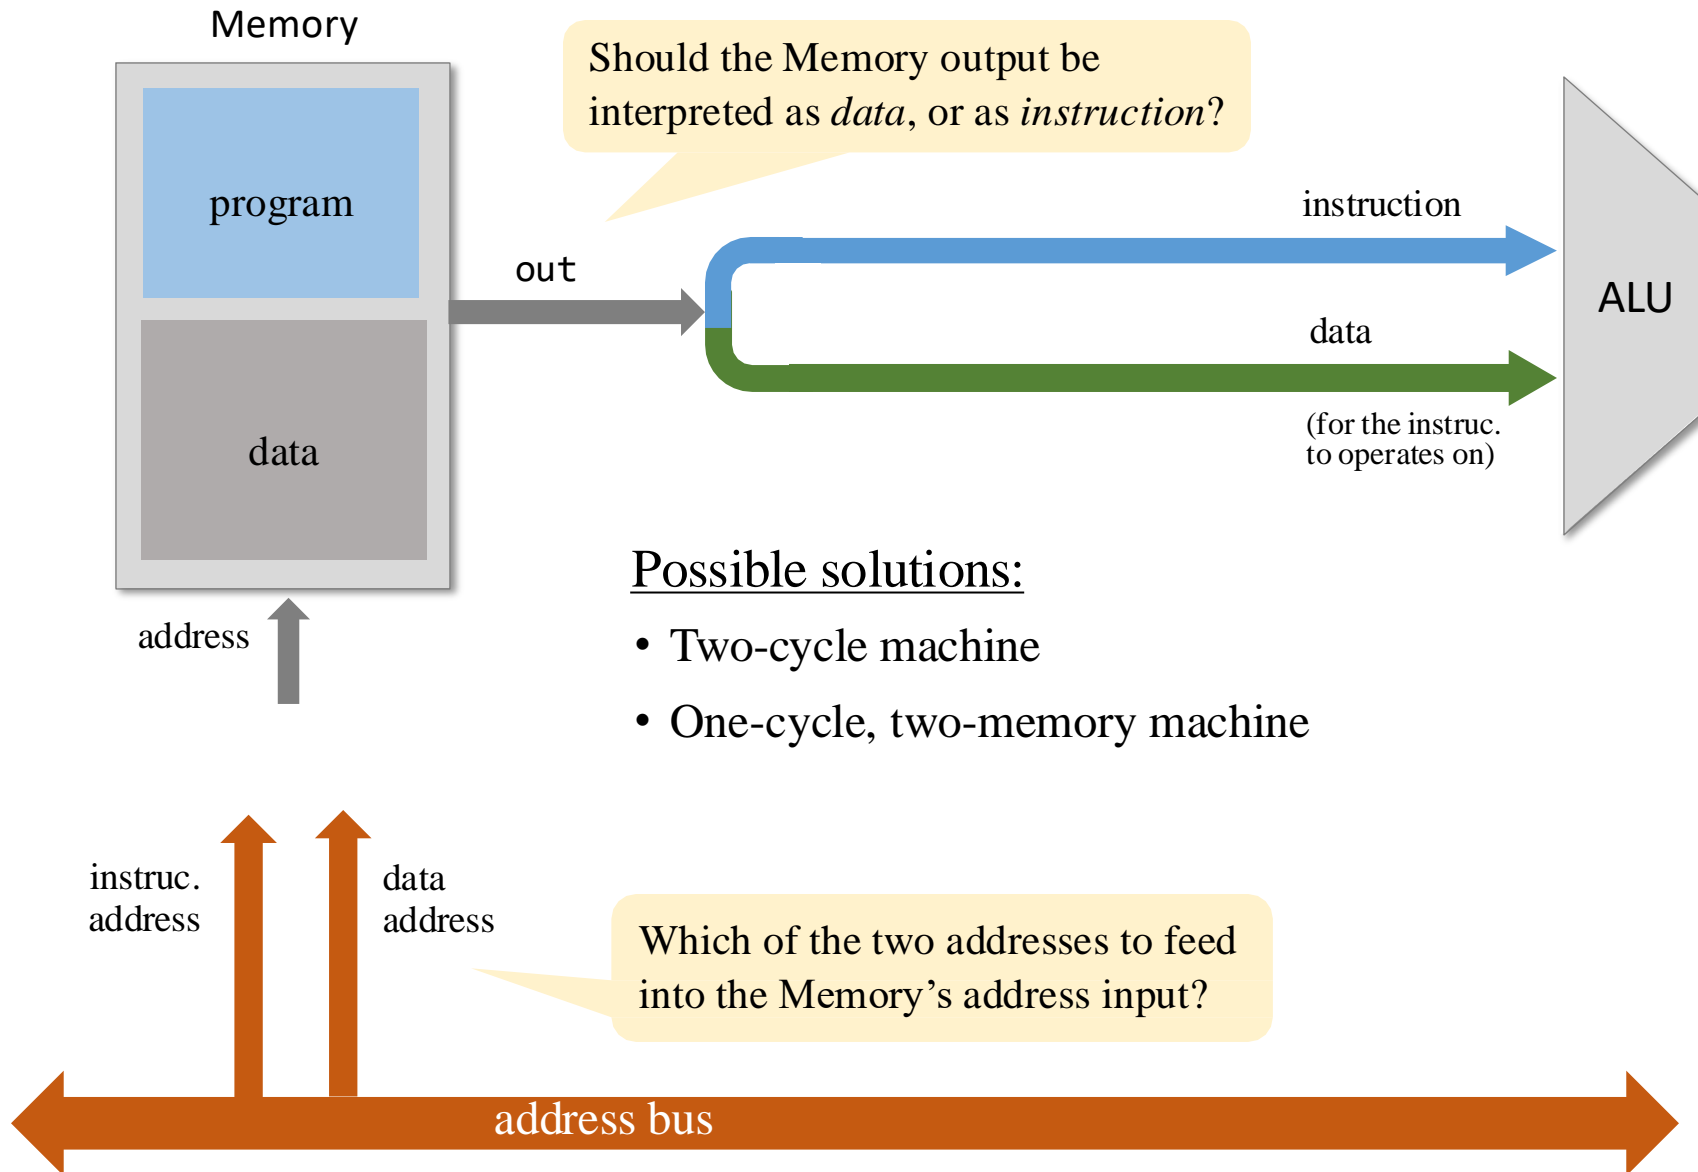 Memory
Should the Memory output be
interpreted as data, or as instruction?
program
instruction
out
ALU
data
(for the instruc.
to operates on)
data
Possible solutions:
address
• Two-cycle machine
• One-cycle, two-memory machine
instruc.
address
data
address
Which of the two addresses to feed
into the Memory’s address input?
address bus